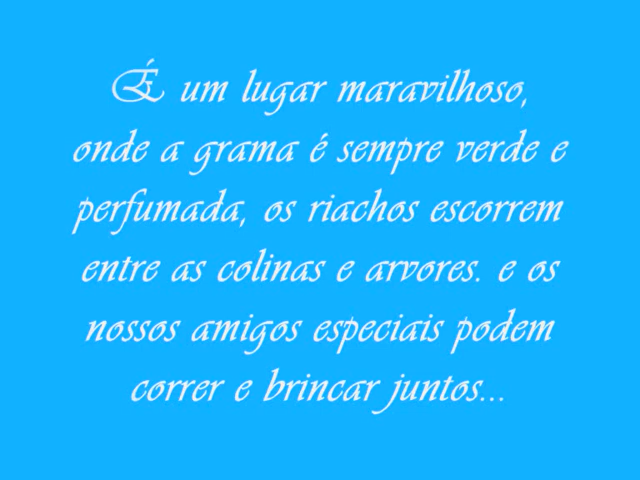 É um lugar maravilhoso,
onde a grama é sempre verde e
perfumada, os riachos escorrem
entre as colinas e arvores. e os
nossos amigos especiais podem
correr e brincar juntos...